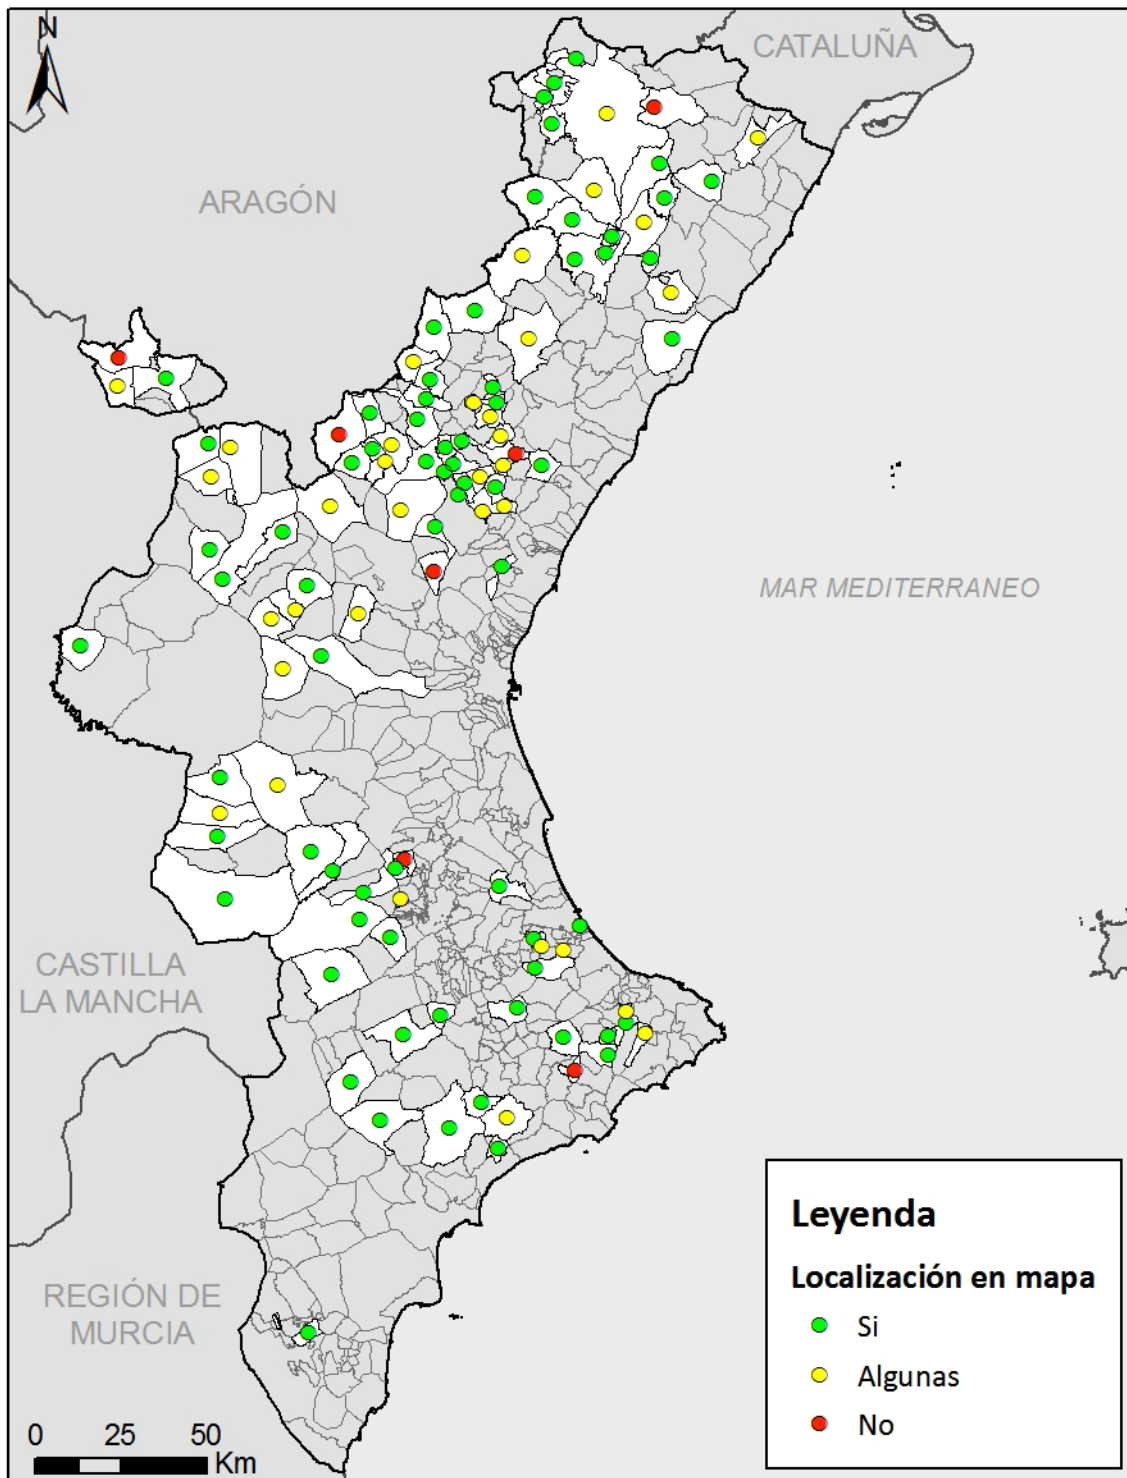 N
CATALUÑA
ARAGÓN
MAR MEDITERRANEO
CASTILLA
LA MANCHA
REGIÓN DE
MURCIA
Leyenda
Localización en mapa
Si
Algunas
No
0 25 50
Km